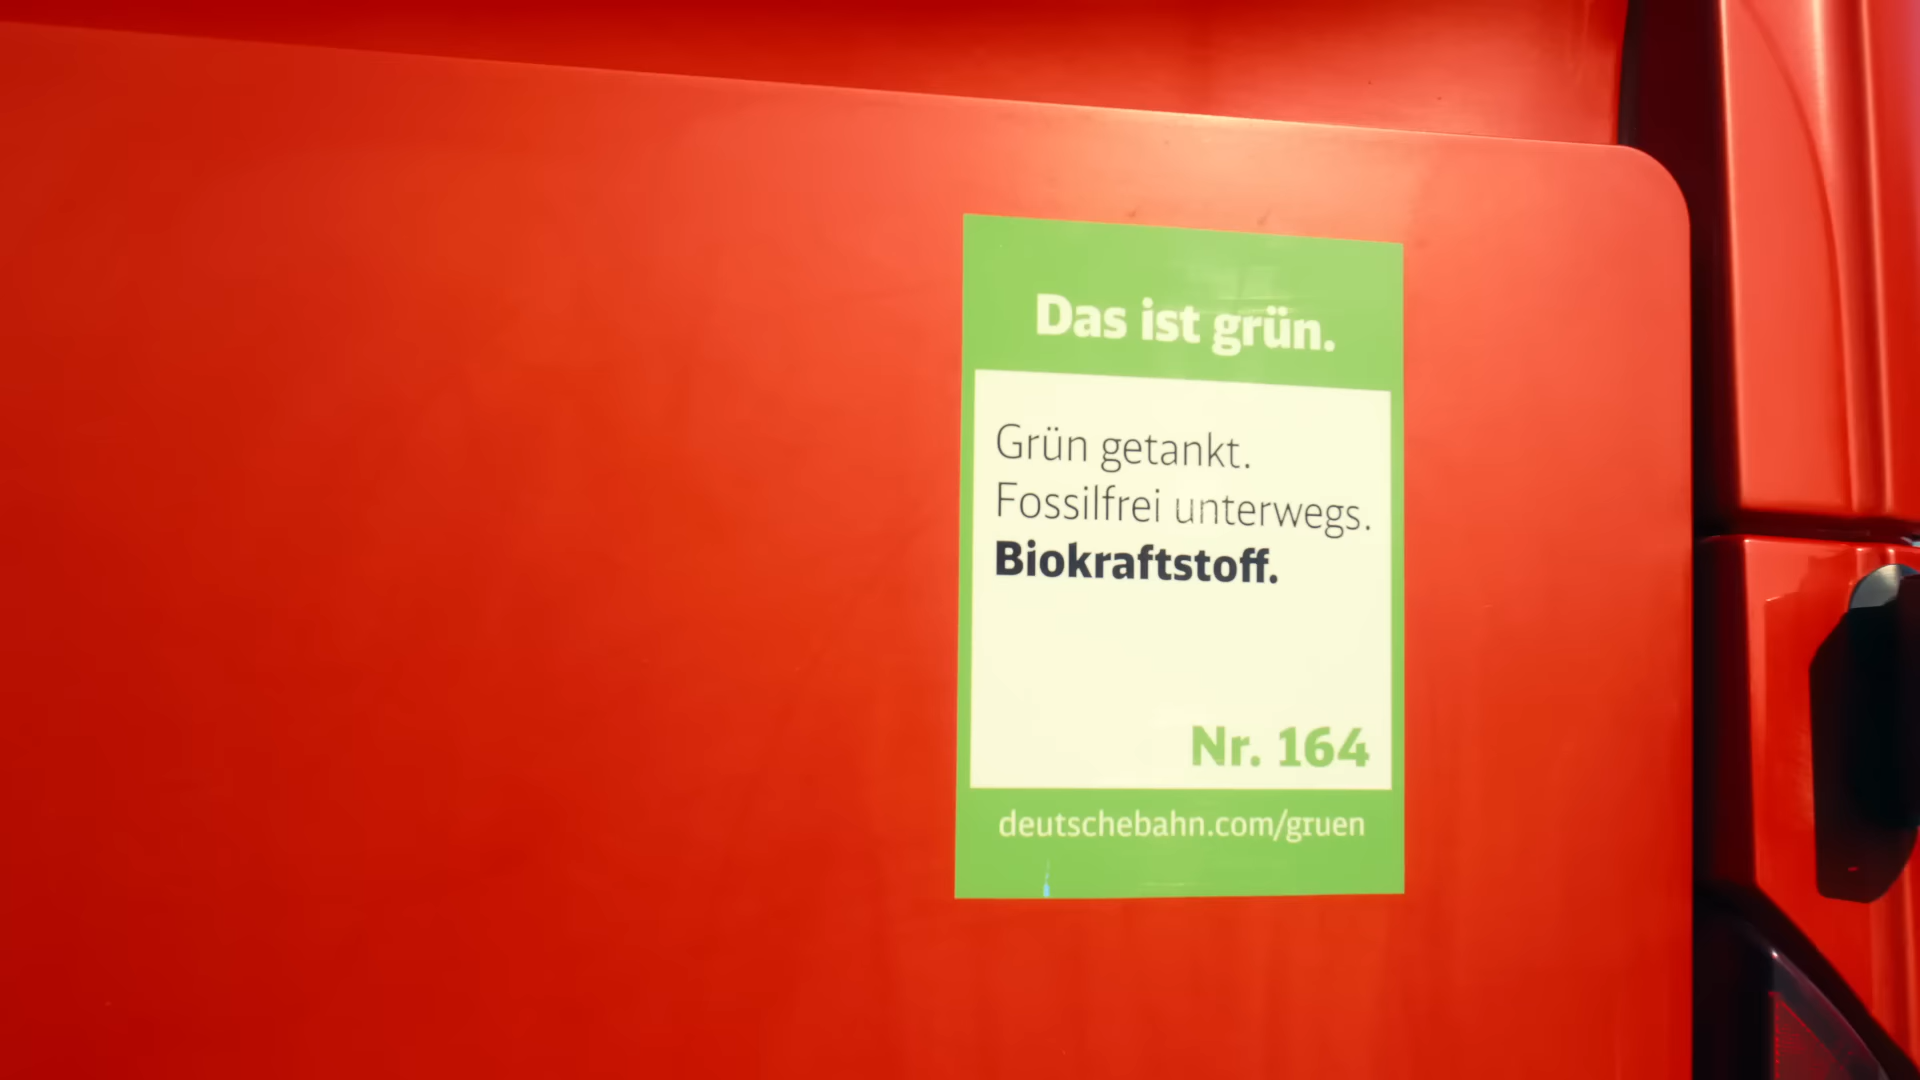 Das ist grün.
Grün getankt.
Fossilfrei unterwegs.
Biokraftstoff.
Nr. 164
deutschebahn.com/gruen